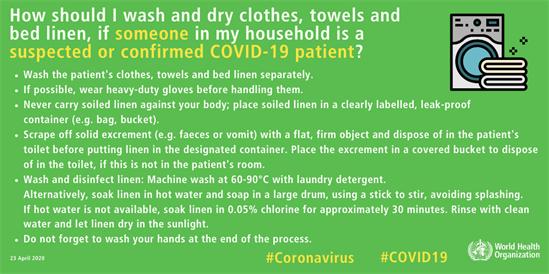 How should I wash and dry clothes, towels and
bed linen, if someone in my household is a
suspected or confirmed COVID-19 patient?
• Wash the patient's clothes, towels and bed linen separately.
• If possible, wear heavy-duty gloves before handling them.
• Never carry soiled linen against your body; place soiled linen in a clearly labelled, leak-proof
container (e.g. bag, bucket).
• Scrape off solid excrement (e.g. faeces or vomit) with a flat, firm object and dispose of in the patient's
toilet before putting linen in the designated container. Place the excrement in a covered bucket to dispose
of in the toilet, if this is not in the patient's room.
• Wash and disinfect linen: Machine wash at 60-90°C with laundry detergent.
Alternatively, soak linen in hot water and soap in a large drum, using a stick to stir, avoiding splashing.
If hot water is not available, soak linen in 0.05% chlorine for approximately 30 minutes. Rinse with clean
water and let linen dry in the sunlight.
• Do not forget to wash your hands at the end of the process.
23 April 2020
#Coronavirus #COVID19
World Health
Organization